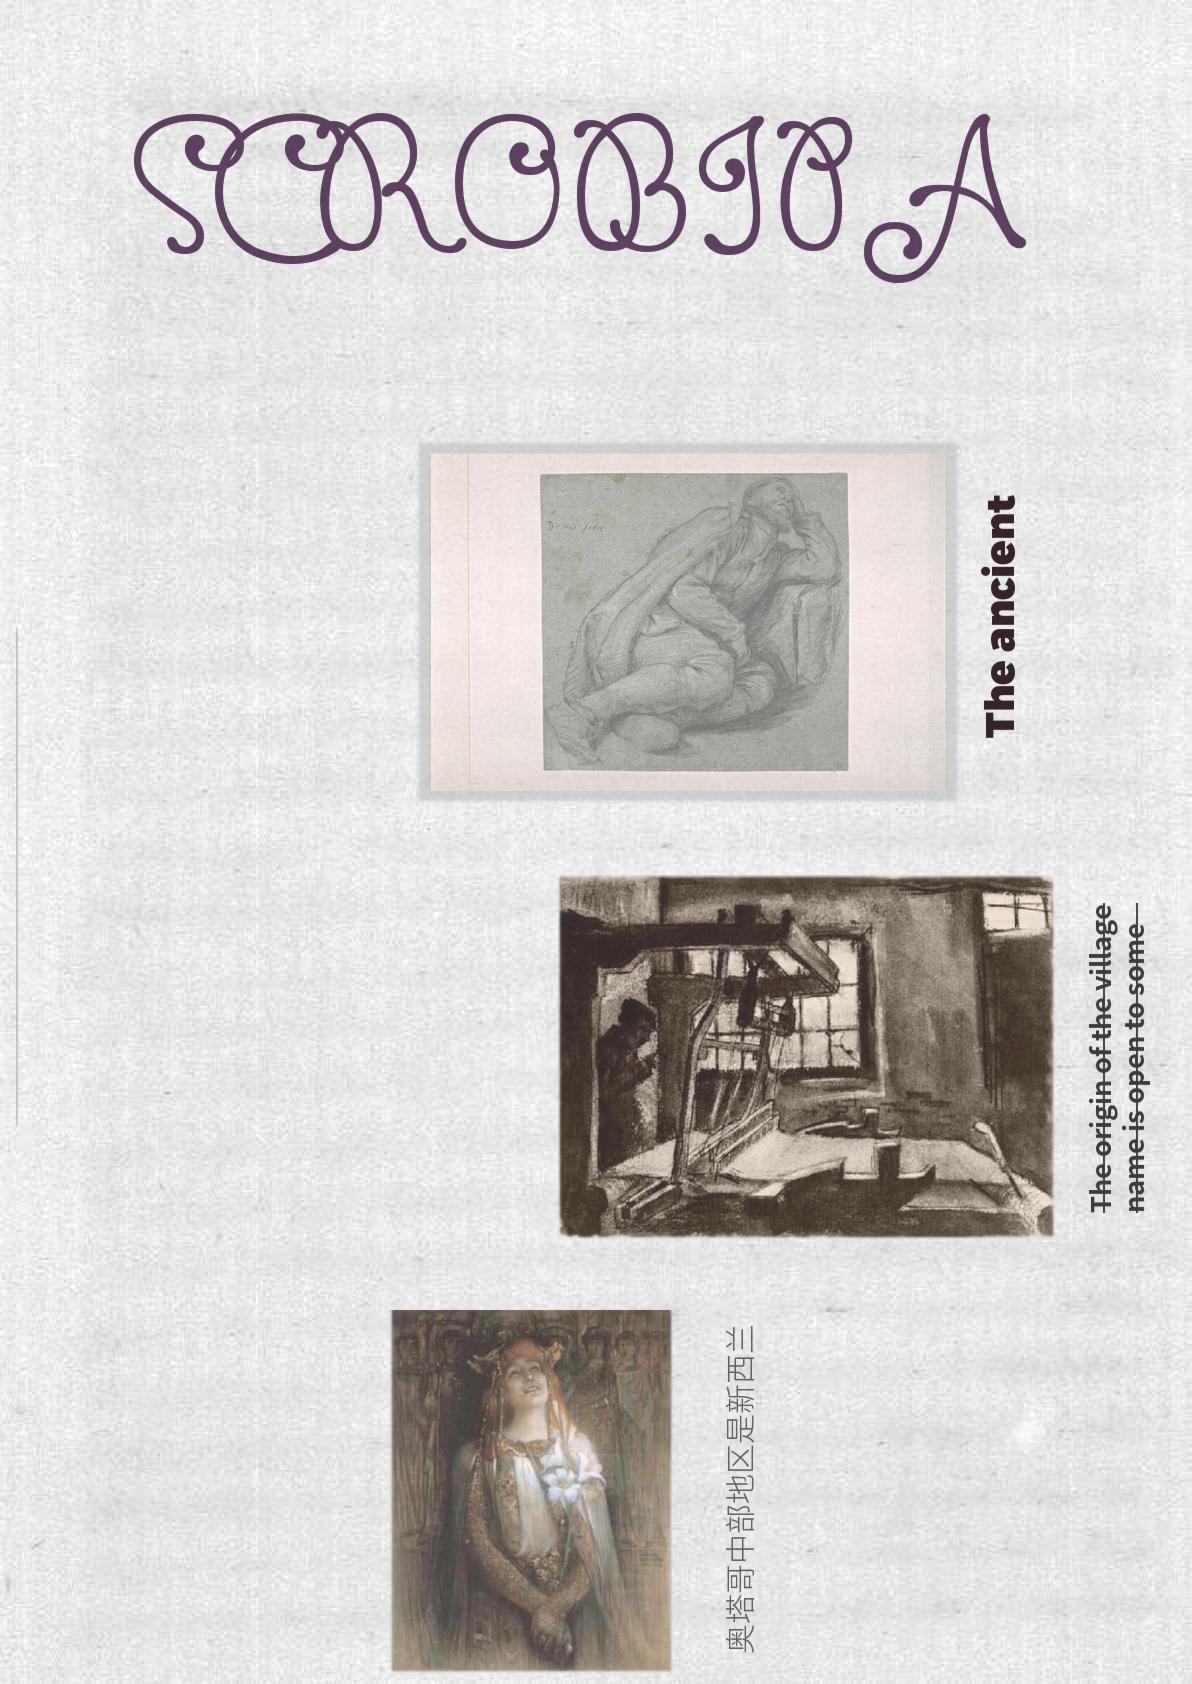 SCROBIPA
The ancient
The origin of the village
name is open to some
奥塔哥中部地区是新西兰